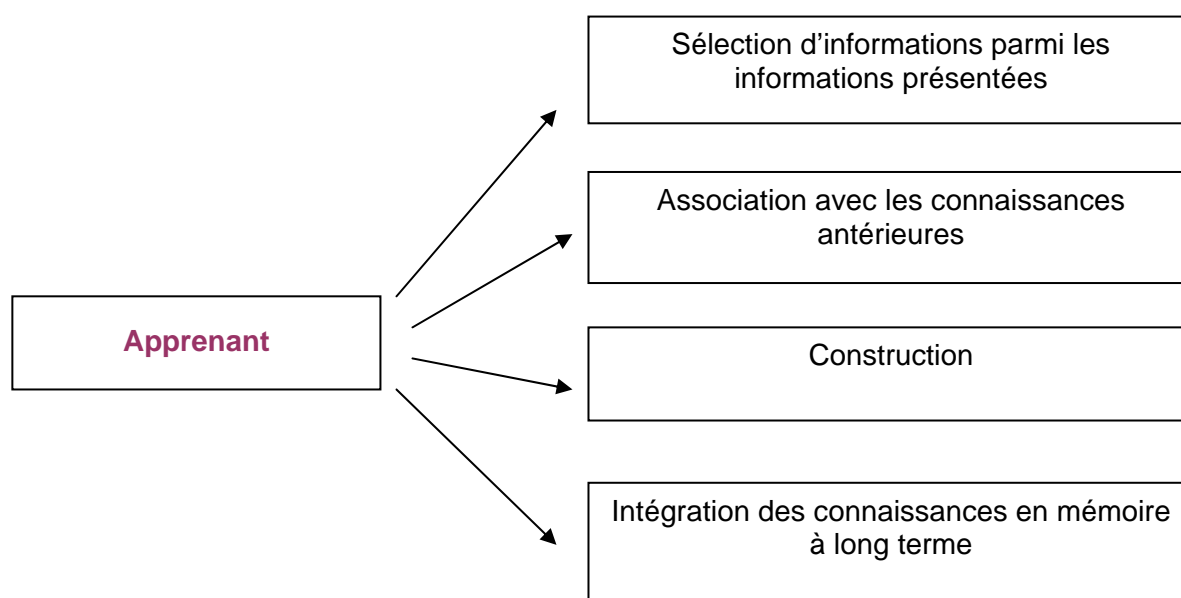 Sélection d’informations parmi les
informations présentées
Association avec les connaissances
antérieures
Apprenant
Construction
Intégration des connaissances en mémoire
à long terme